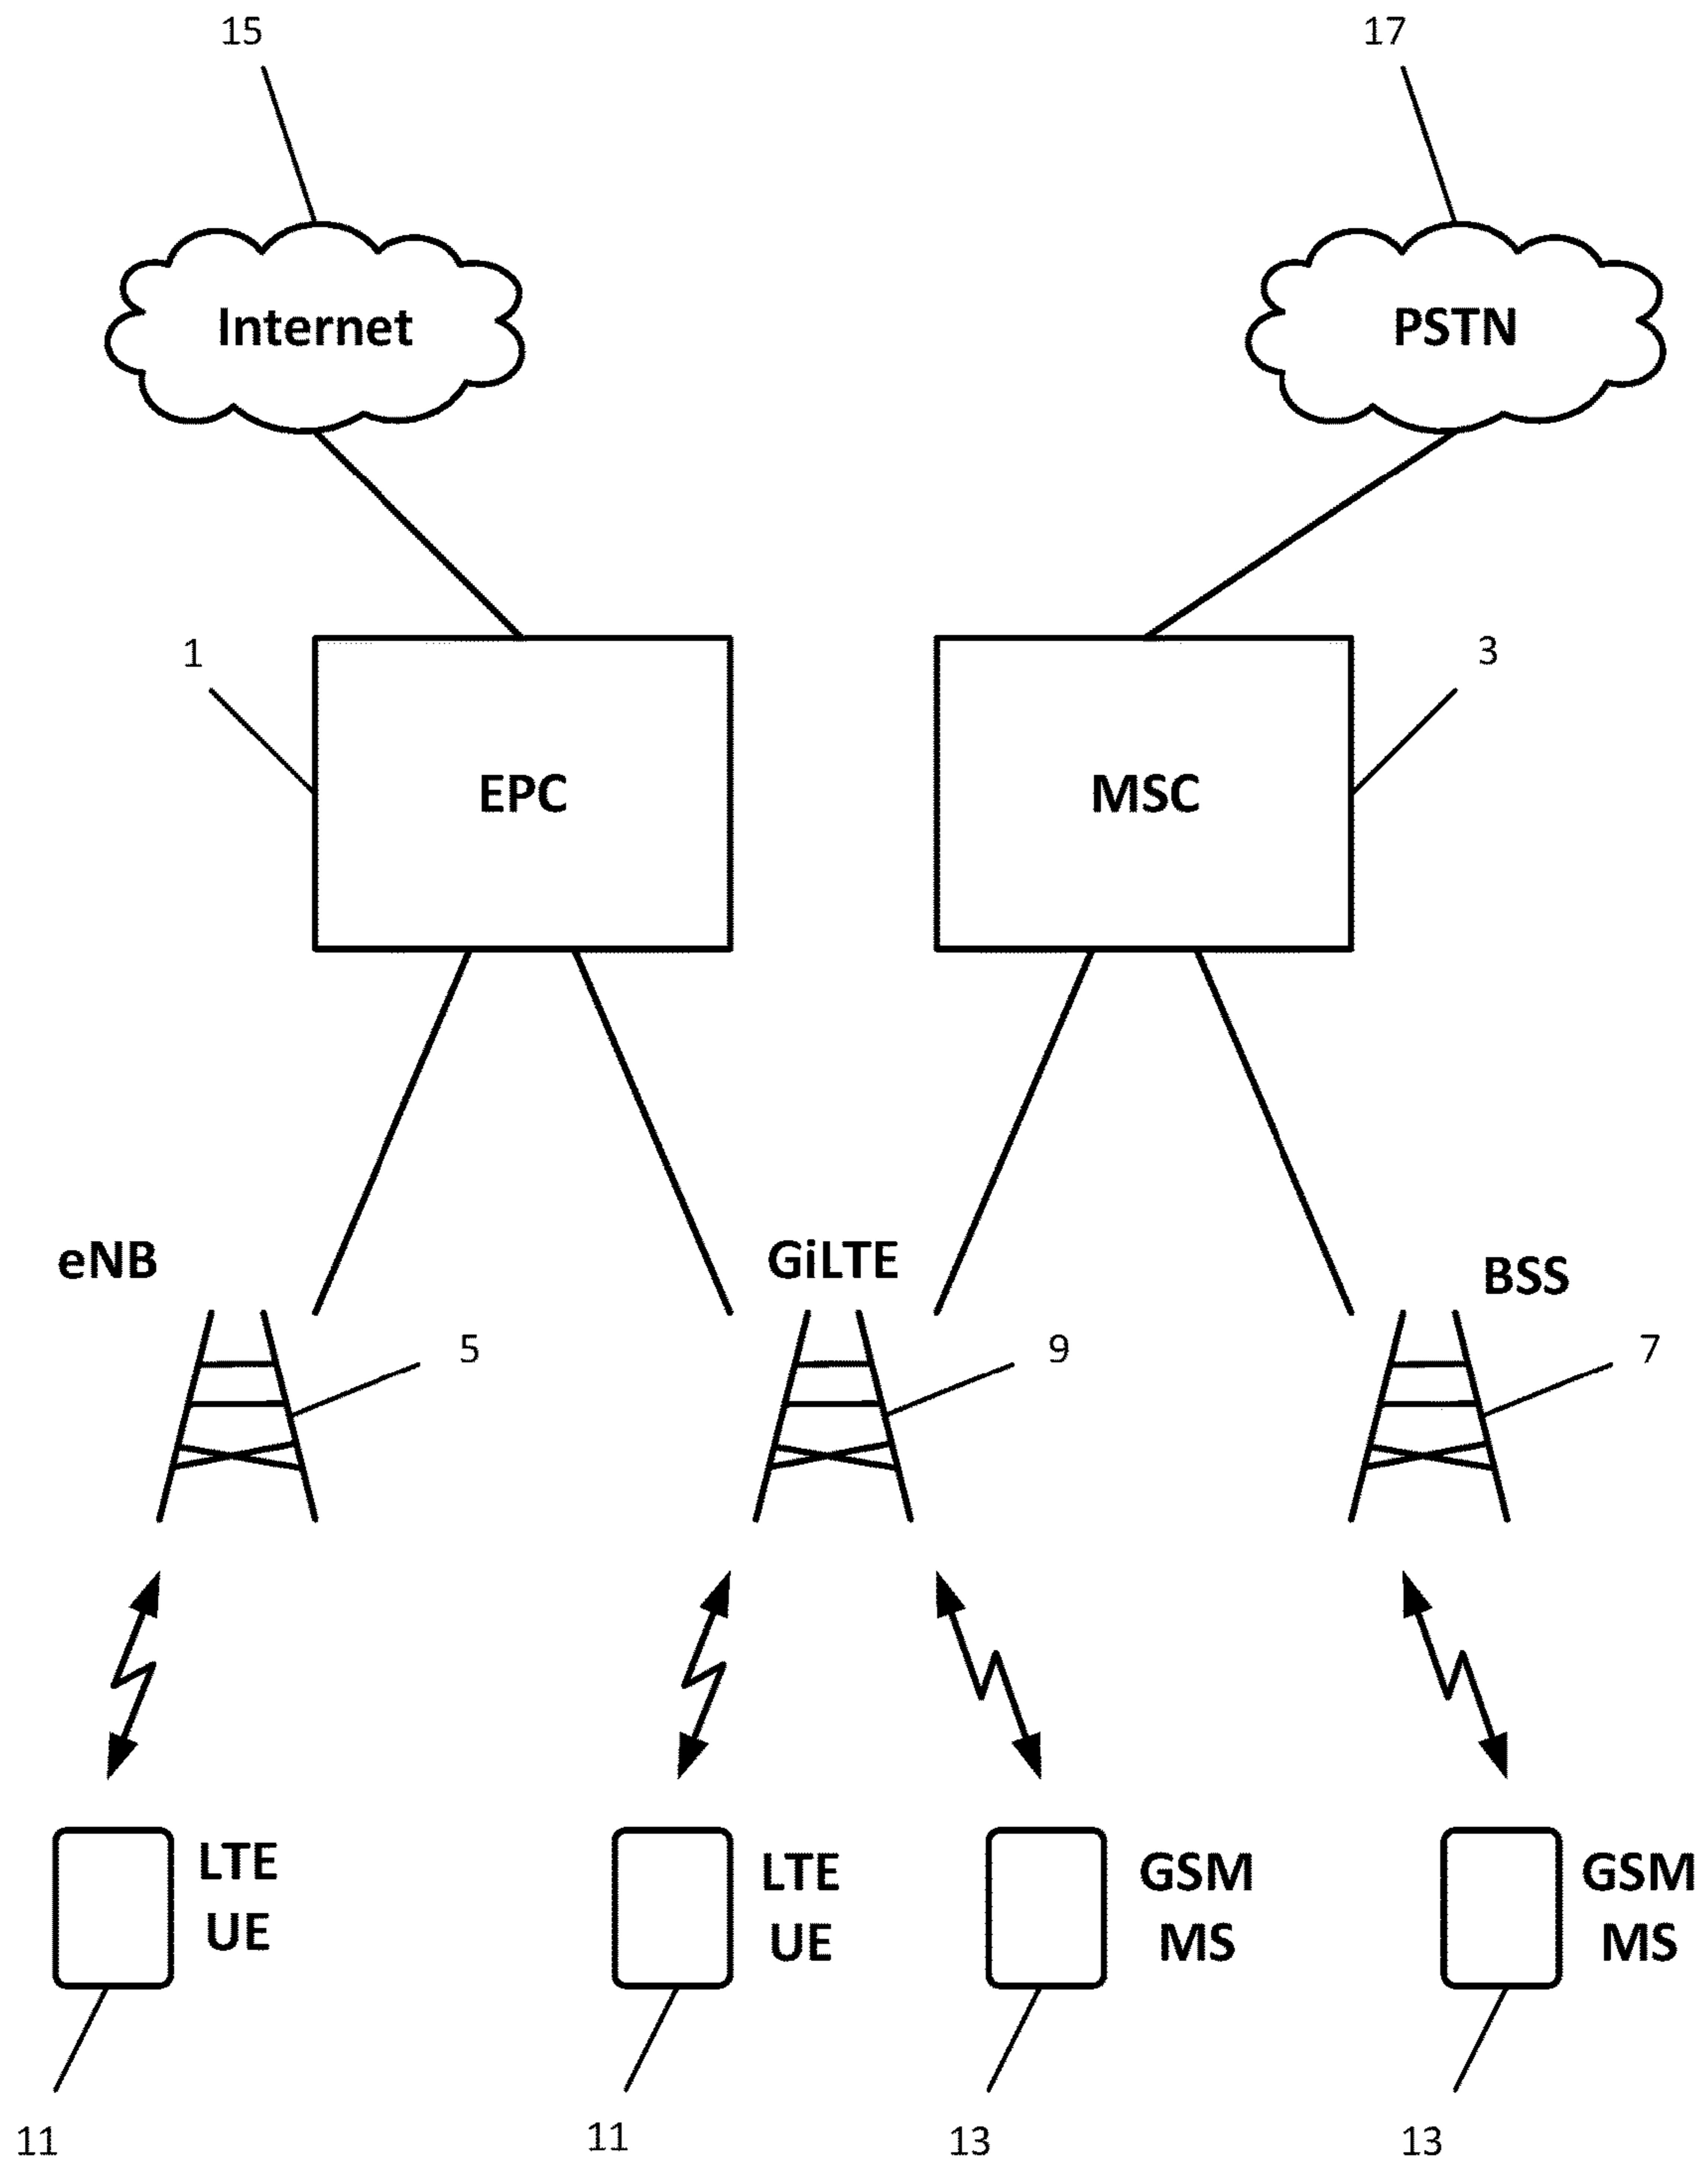 15
17
Internet
PSTN
1
3
EPC
MSC
eNB
GiLTE
BSS
5
9
7
LTE
UE
LTE
UE
GSM
MS
GSM
MS
11
11
13
13